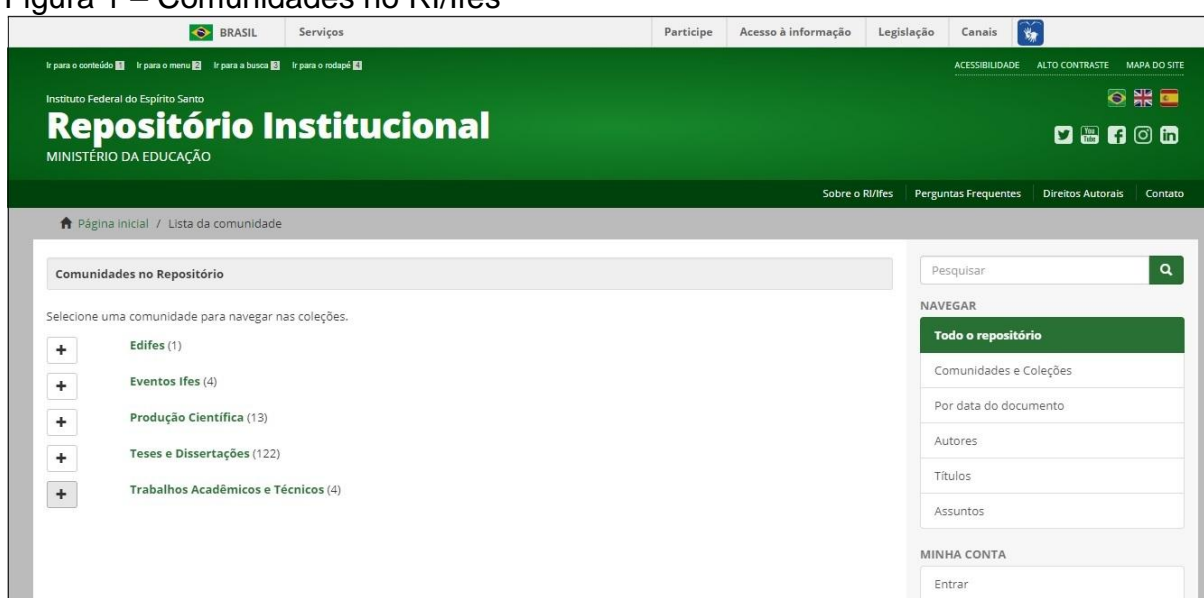 Figura 1 – Comunidades no RI/Ifes
BRASIL Serviços Participe Acesso à informação Legislação Canais
Ir para o conteúdo 1 Ir para o menu 2 Ir para a busca 3 Ir para o rodapé 4 ACESSIBILIDADE ALTO CONTRASTE MAPA DO SITE
Instituto Federal do Espírito Santo
Repositório Institucional
MINISTÉRIO DA EDUCAÇÃO
You Tube
Sobre o RI/Ifes Perguntas Frequentes Direitos Autorais Contato
Página inicial / Lista da comunidade
Comunidades no Repositório
Selecione uma comunidade para navegar nas coleções.
+ Edifes (1)
+ Eventos Ifes (4)
+ Produção Científica (13)
+ Teses e Dissertações (122)
+ Trabalhos Acadêmicos e Técnicos (4)
Pesquisar
NAVEGAR
Todo o repositório
Comunidades e Coleções
Por data do documento
Autores
Títulos
Assuntos
MINHA CONTA
Entrar